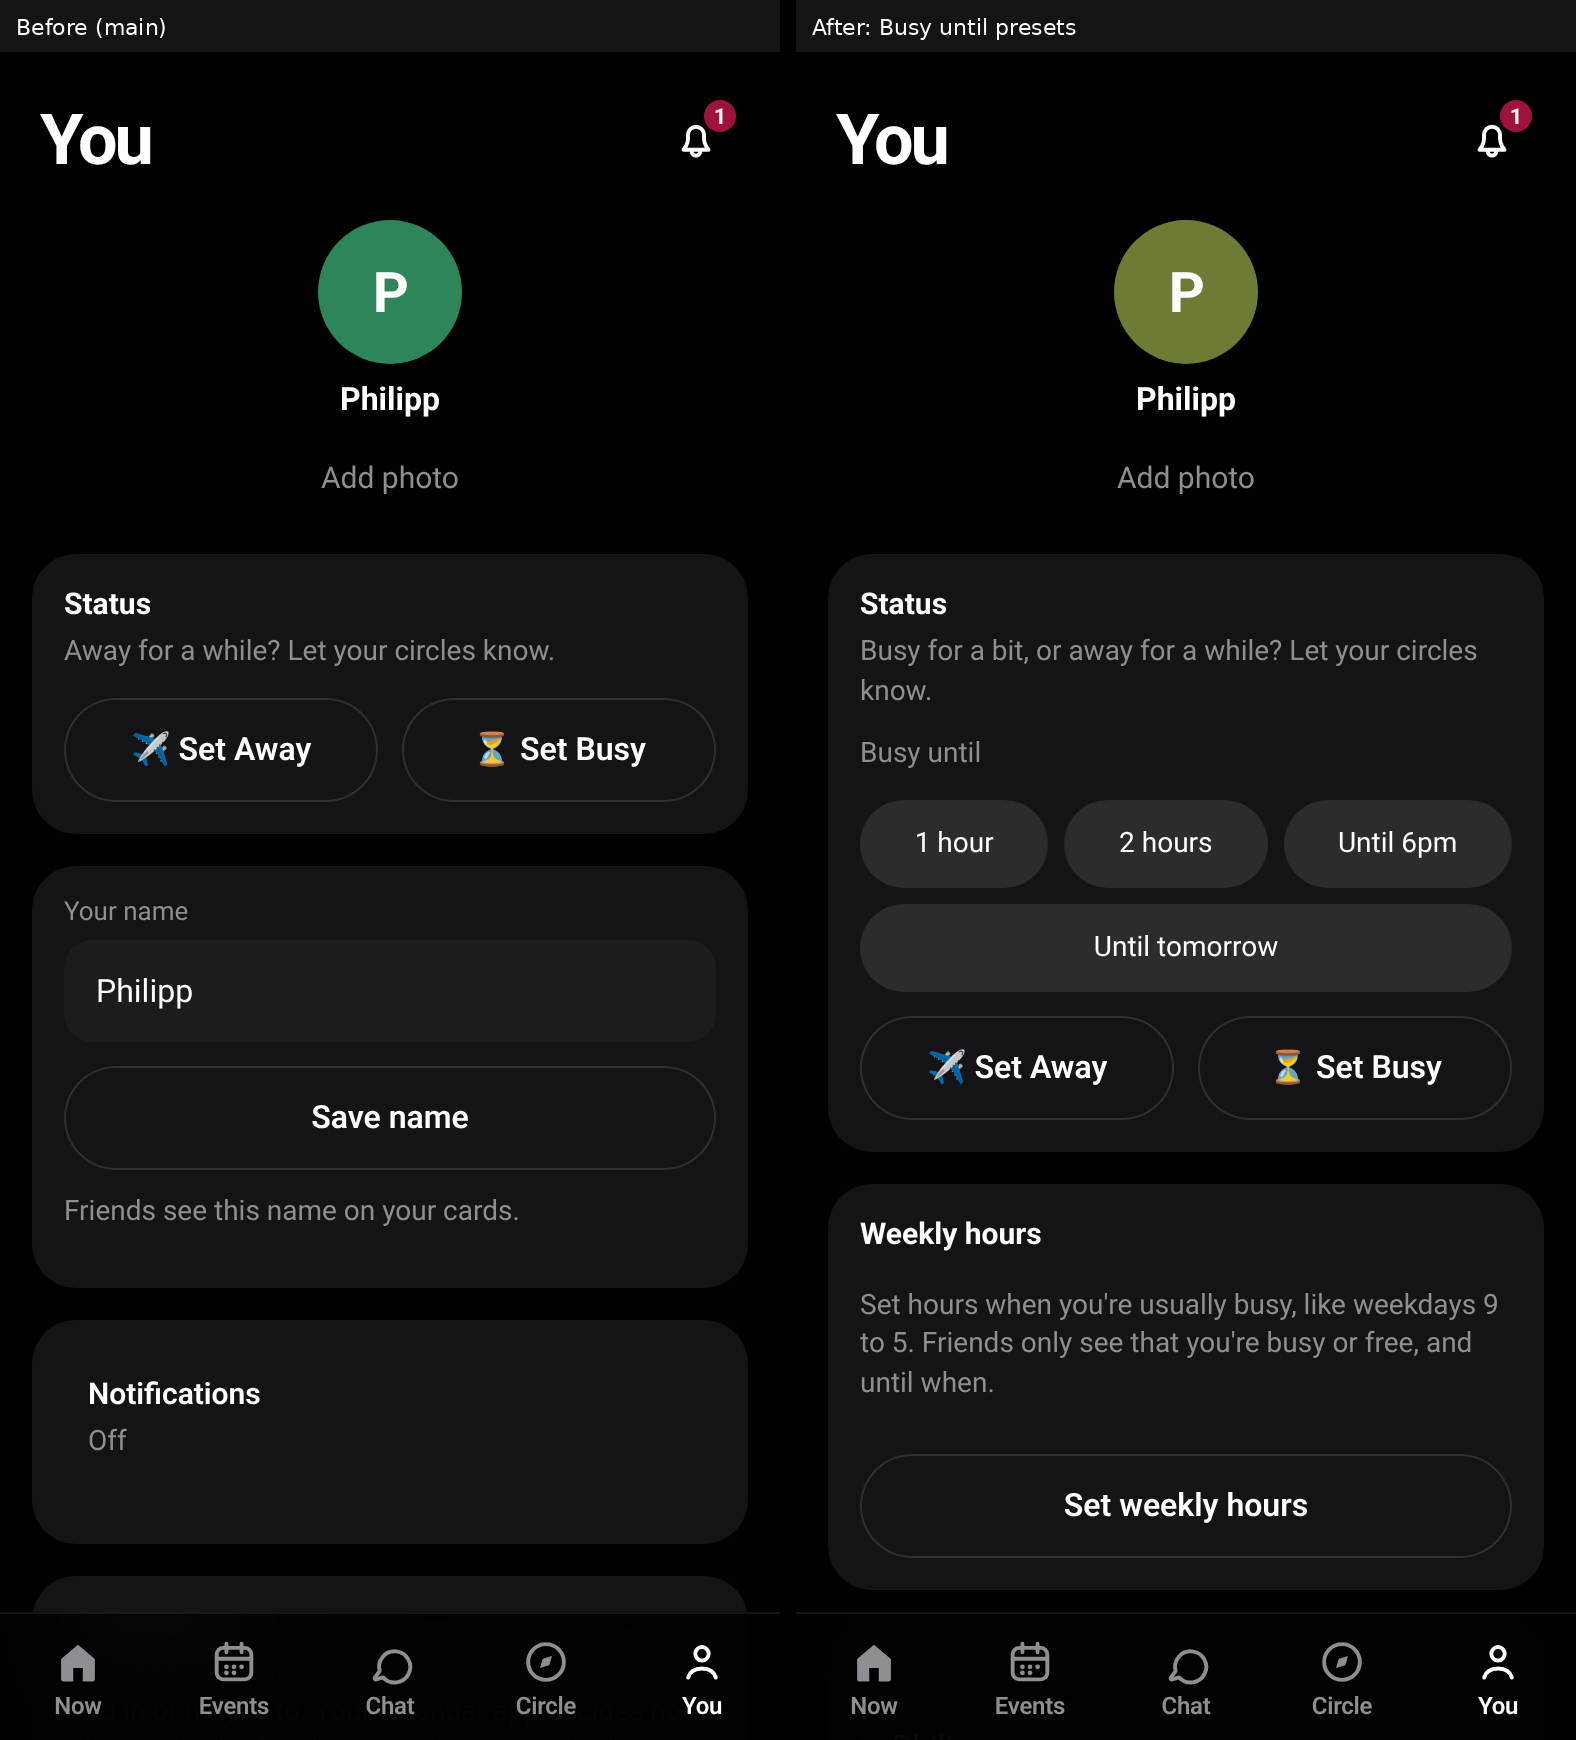 Before (main)
You
1
P
Philipp
Add photo
Status
Away for a while? Let your circles know.
✈️ Set Away
⏳ Set Busy
Your name
Philipp
Save name
Friends see this name on your cards.
Notifications
Off
Now
Events
Chat
Circle
You
After: Busy until presets
You
1
P
Philipp
Add photo
Status
Busy for a bit, or away for a while? Let your circles
know.
Busy until
1 hour
2 hours
Until 6pm
Until tomorrow
✈️ Set Away
⏳ Set Busy
Weekly hours
Set hours when you're usually busy, like weekdays 9
to 5. Friends only see that you're busy or free, and
until when.
Set weekly hours
Now
Events
Chat
Circle
You